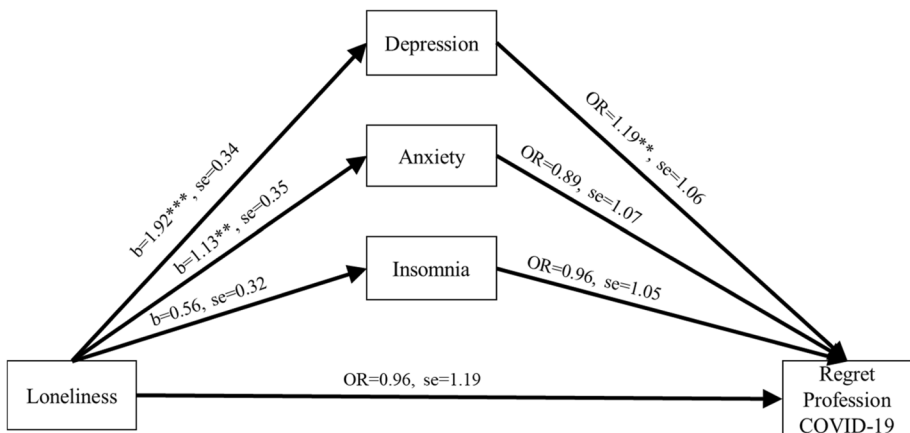 Depression
OR=1.19**, se=1.06
Anxiety
OR=0.89, se=1.07
b=1.92***, se=0.34
b=1.13**, se=0.35
Insomnia
OR=0.96, se=1.05
b=0.56, se=0.32
Loneliness
OR=0.96, se=1.19
Regret
Profession
COVID-19